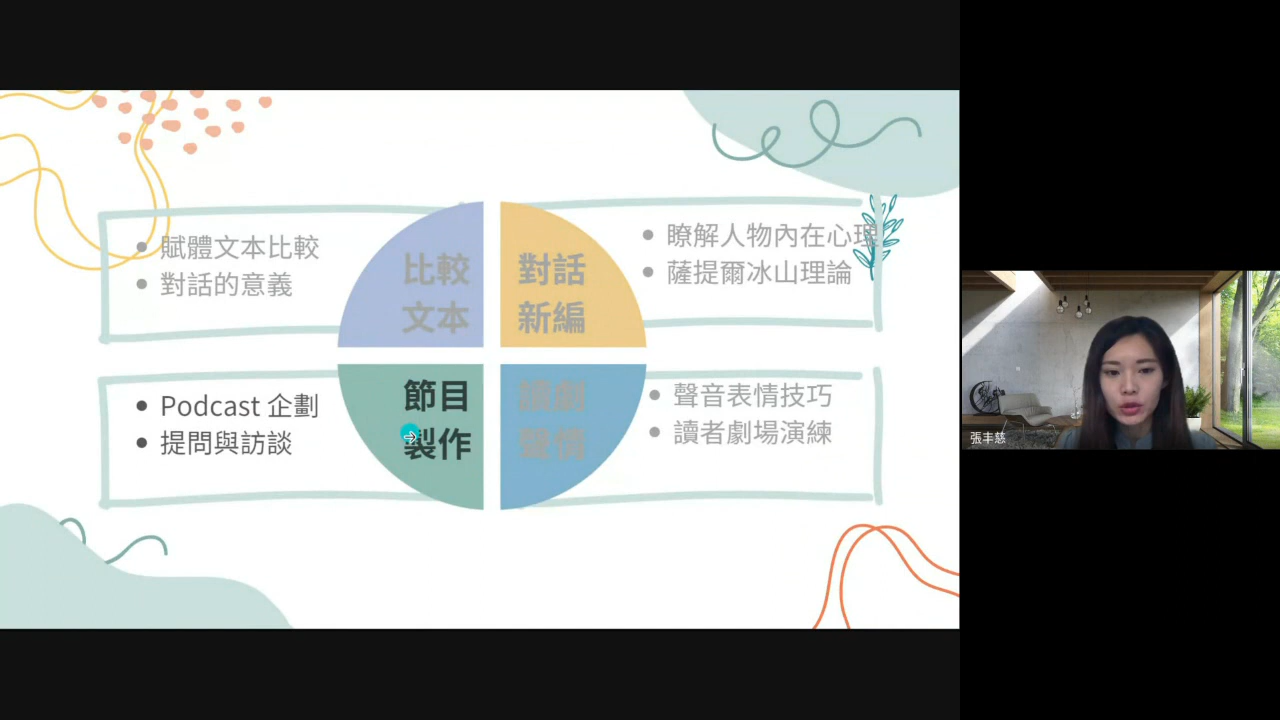 賦體文本比較
對話的意義
比較
文本
對話
新編
瞭解人物內在心理
薩提爾冰山理論
Podcast 企劃
提問與訪談
節目
製作
讀劇
聲音表情技巧
讀者劇場演練
張丰慈